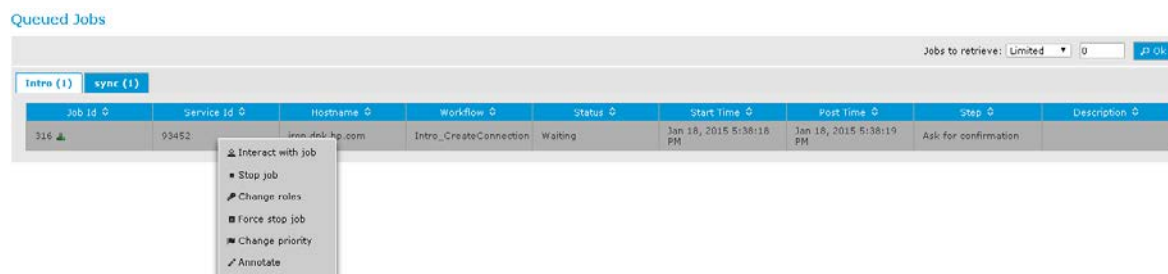 Queued Jobs
Jobs to retrieve: Limited 0 Ok
Intro (1) sync (1)
Job Id Service Id Hostname Workflow Status Start Time Post Time Step Description
316 93452 .hp.com Intro_CreateConnection Waiting Jan 18, 2015 5:38:18 PM Jan 18, 2015 5:38:19 PM Ask for confirmation
Interact with job
Stop job
Change roles
Force stop job
Change priority
Annotate